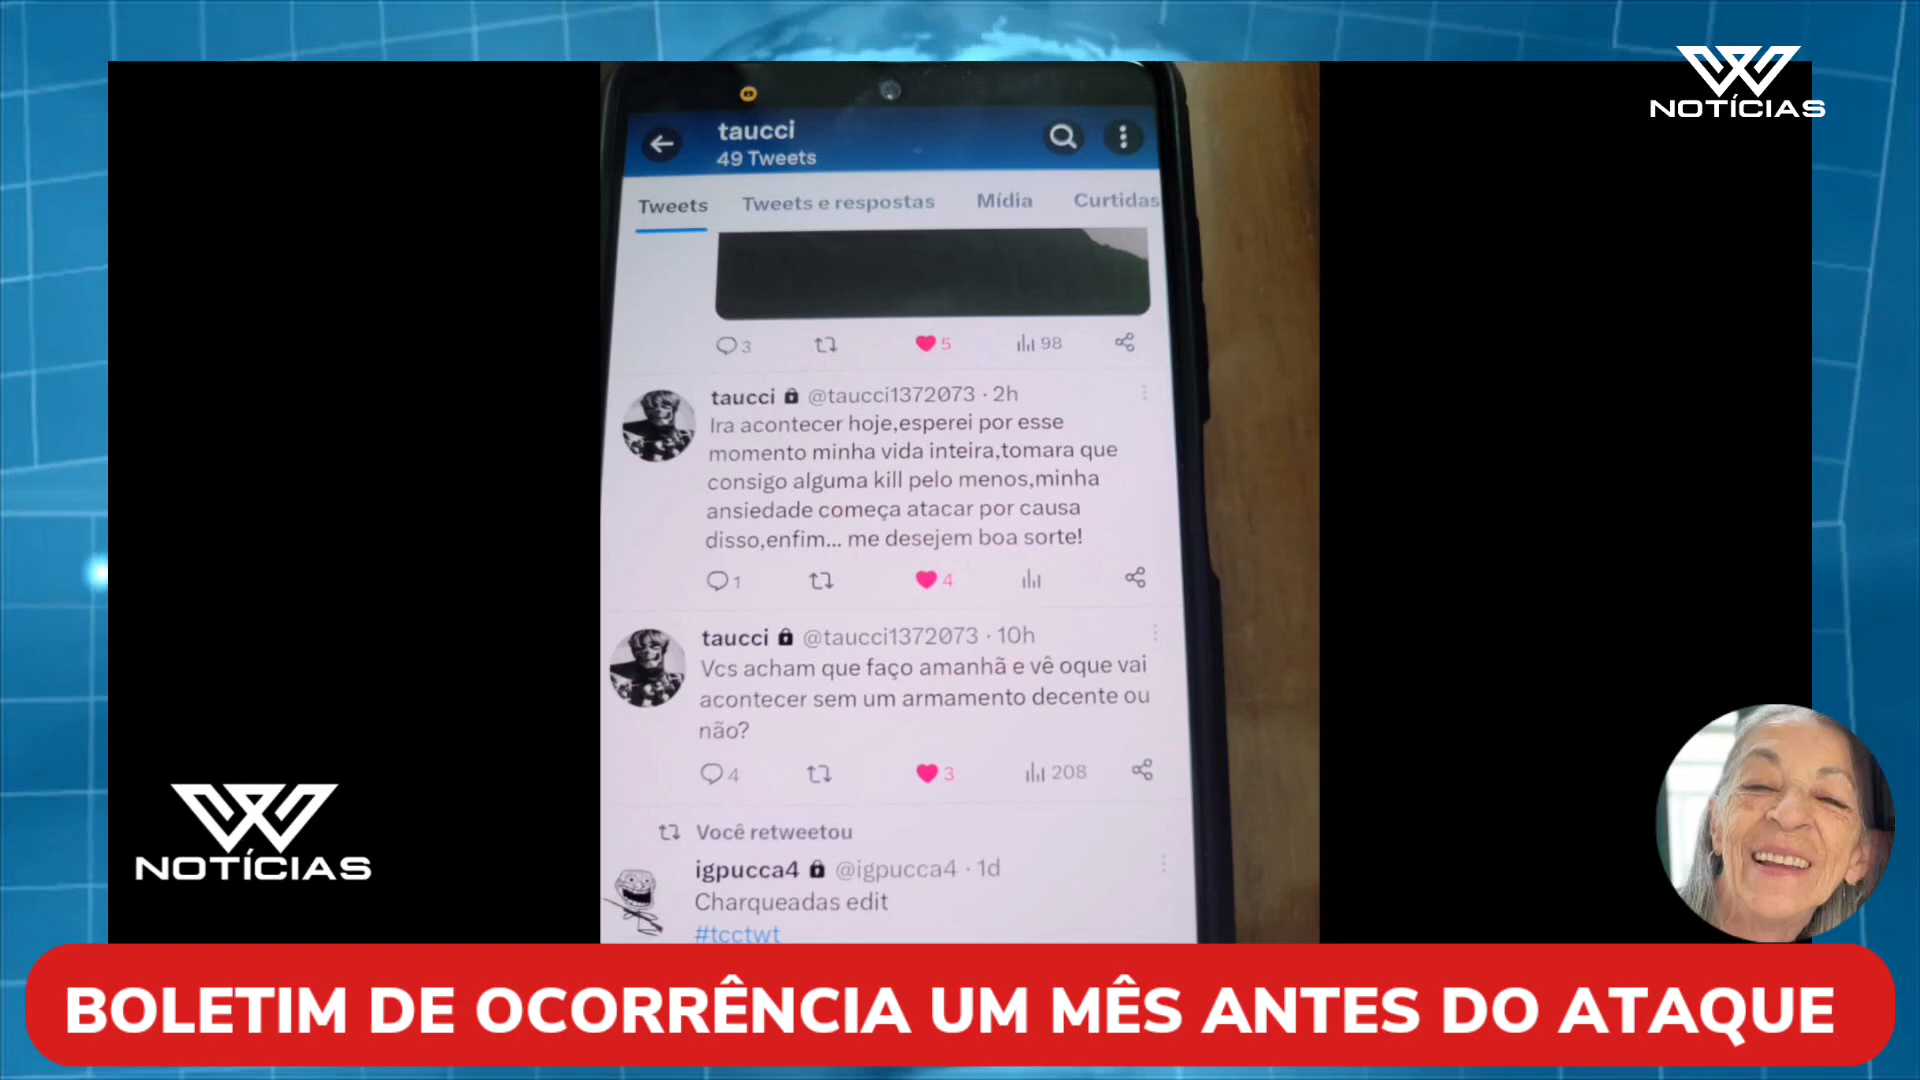 NOTÍCIAS
taucci
49 Tweets
Tweets
Tweets e respostas
Mídia
Curtidas
3
5
98
taucci @taucci1372073 · 2h
Ira acontecer hoje,esperei por esse
momento minha vida inteira,tomara que
consigo alguma kill pelo menos,minha
ansiedade começa atacar por causa
disso,enfim... me desejem boa sorte!
1
4
taucci @taucci1372073 · 10h
Vcs acham que faço amanhã e vê oque vai
acontecer sem um armamento decente ou
não?
4
3
208
Você retweetou
igpucca4 @igpucca4 · 1d
Charqueadas edit
#tcctwt
NOTÍCIAS
BOLETIM DE OCORRÊNCIA UM MÊS ANTES DO ATAQUE